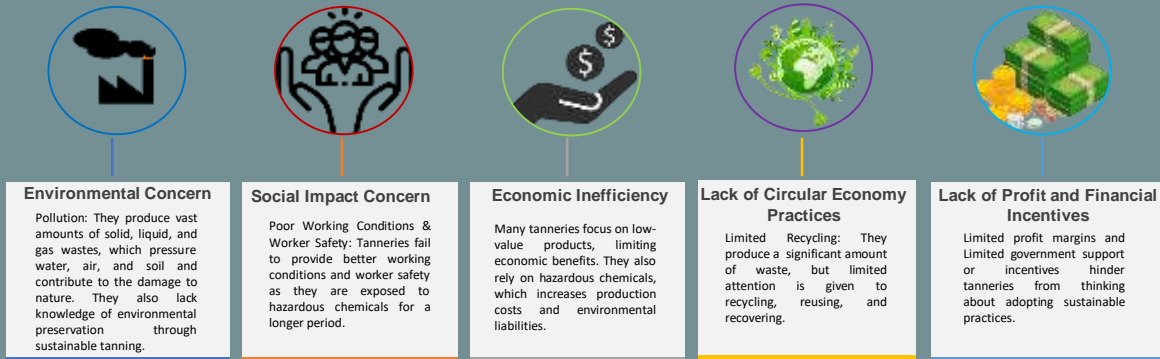 $
$
Environmental Concern
Pollution: They produce vast
amounts of solid, liquid, and
gas wastes, which pressure
water, air, and soil and
contribute to the damage to
nature. They also lack
knowledge of environmental
preservation through
sustainable tanning.
Social Impact Concern
Poor Working Conditions &
Worker Safety: Tanneries fail
to provide better working
conditions and worker safety
as they are exposed to
hazardous chemicals for a
longer period.
Economic Inefficiency
Many tanneries focus on low-
value products, limiting
economic benefits. They also
rely on hazardous chemicals,
which increases production
costs and environmental
liabilities.
Lack of Circular Economy
Practices
Limited Recycling: They
produce a significant amount
of waste, but limited
attention is given to
recycling, reusing, and
recovering.
Lack of Profit and Financial
Incentives
Limited profit margins and
Limited government support
or incentives hinder
tanneries from thinking
about adopting sustainable
practices.